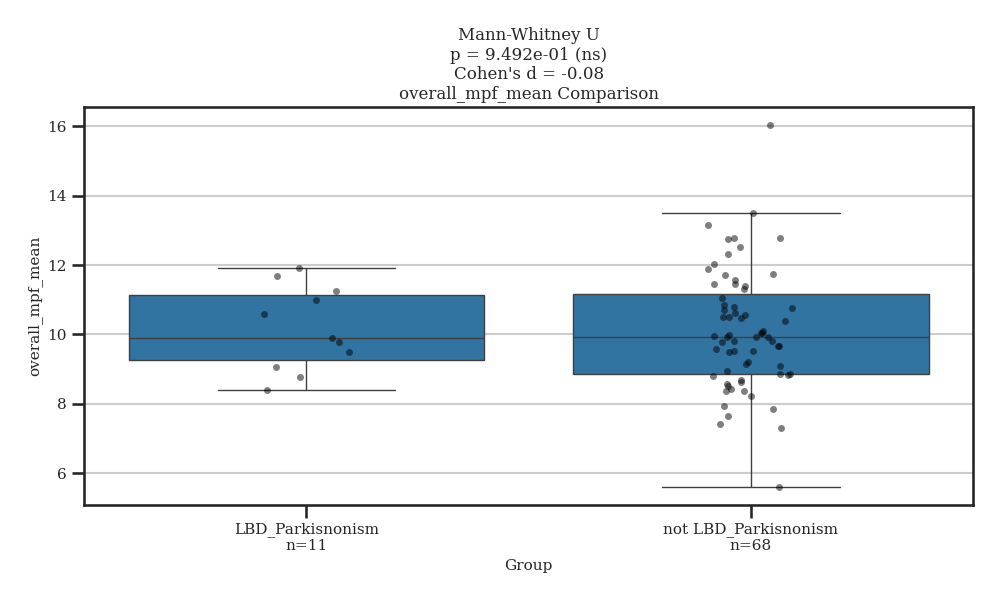 Mann-Whitney U
p = 9.492e-01 (ns)
Cohen's d = -0.08
overall_mpf_mean Comparison
overall_mpf_mean
16
14
12
10
8
6
LBD_Parkisnonism
n=11
not LBD_Parkisnonism
n=68
Group